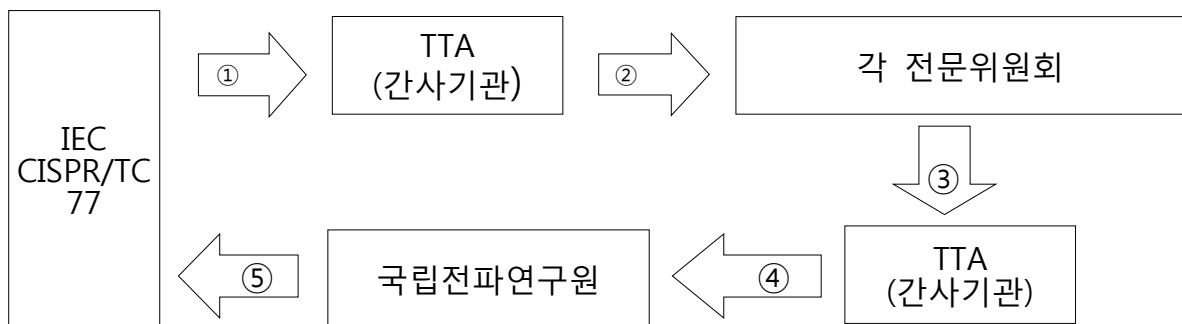 IEC
CISPR/TC
77
①
TTA
(간사기관)
②
각 전문위원회
③
TTA
(간사기관)
④
국립전파연구원
⑤